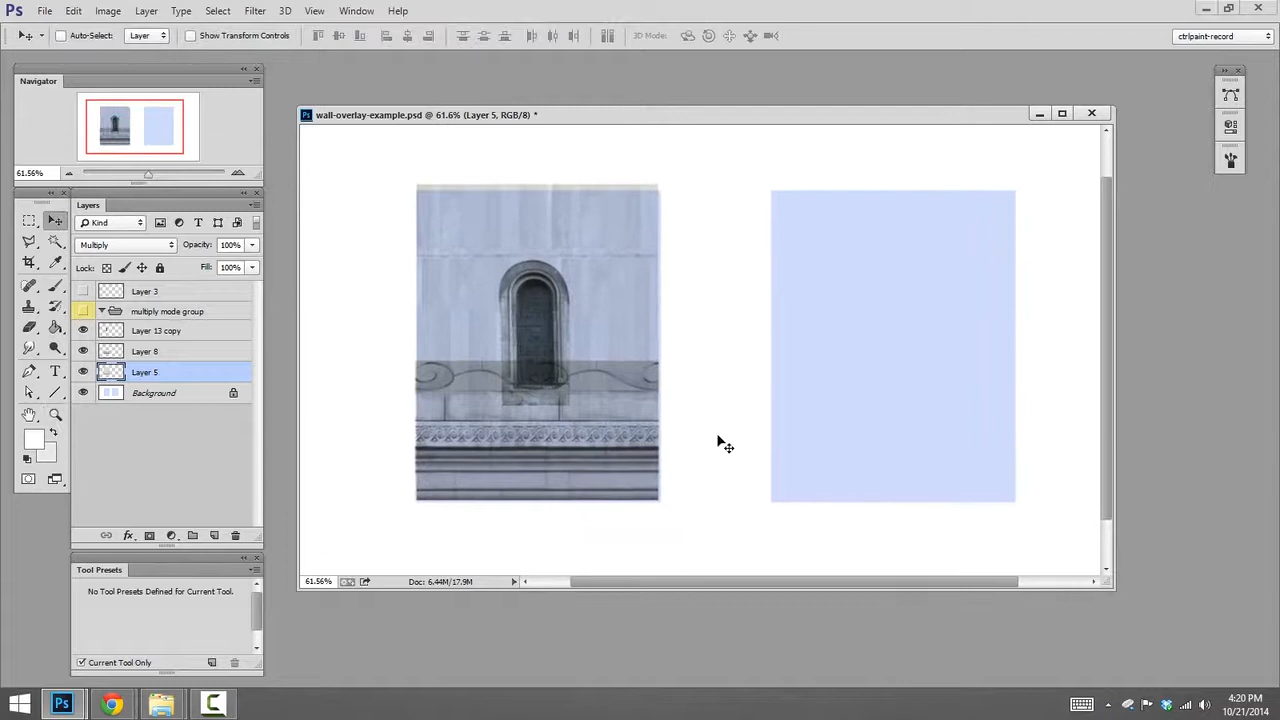 Ps File Edit Image Layer Type Select Filter 3D View Window Help
Auto-Select: Layer Show Transform Controls 3D Mode: ctrlpaint-record
Navigator
61.56%
Layers
Kind
Multiply Opacity: 100%
Lock: Fill: 100%
Layer 3
multiply mode group
Layer 13 copy
Layer 8
Layer 5
Background
Tool Presets
No Tool Presets Defined for Current Tool.
Current Tool Only
Ps wall-overlay-example.psd @ 61.6% (Layer 5, RGB/8) *
61.56% Doc: 6.44M/17.9M
Ps
4:20 PM
10/21/2014